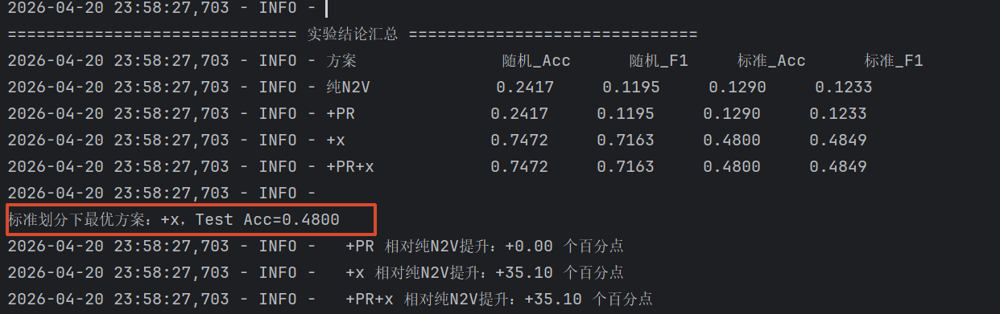 2026-04-20 23:58:27,703 - INFO -
============================== 实验结论汇总 ==============================
2026-04-20 23:58:27,703 - INFO - 方案 随机_Acc 随机_F1 标准_Acc 标准_F1
2026-04-20 23:58:27,703 - INFO - 纯N2V 0.2417 0.1195 0.1290 0.1233
2026-04-20 23:58:27,703 - INFO - +PR 0.2417 0.1195 0.1290 0.1233
2026-04-20 23:58:27,703 - INFO - +x 0.7472 0.7163 0.4800 0.4849
2026-04-20 23:58:27,703 - INFO - +PR+x 0.7472 0.7163 0.4800 0.4849
2026-04-20 23:58:27,703 - INFO -
标准划分下最优方案：+x，Test Acc=0.4800
2026-04-20 23:58:27,703 - INFO - +PR 相对纯N2V提升：+0.00 个百分点
2026-04-20 23:58:27,703 - INFO - +x 相对纯N2V提升：+35.10 个百分点
2026-04-20 23:58:27,703 - INFO - +PR+x 相对纯N2V提升：+35.10 个百分点